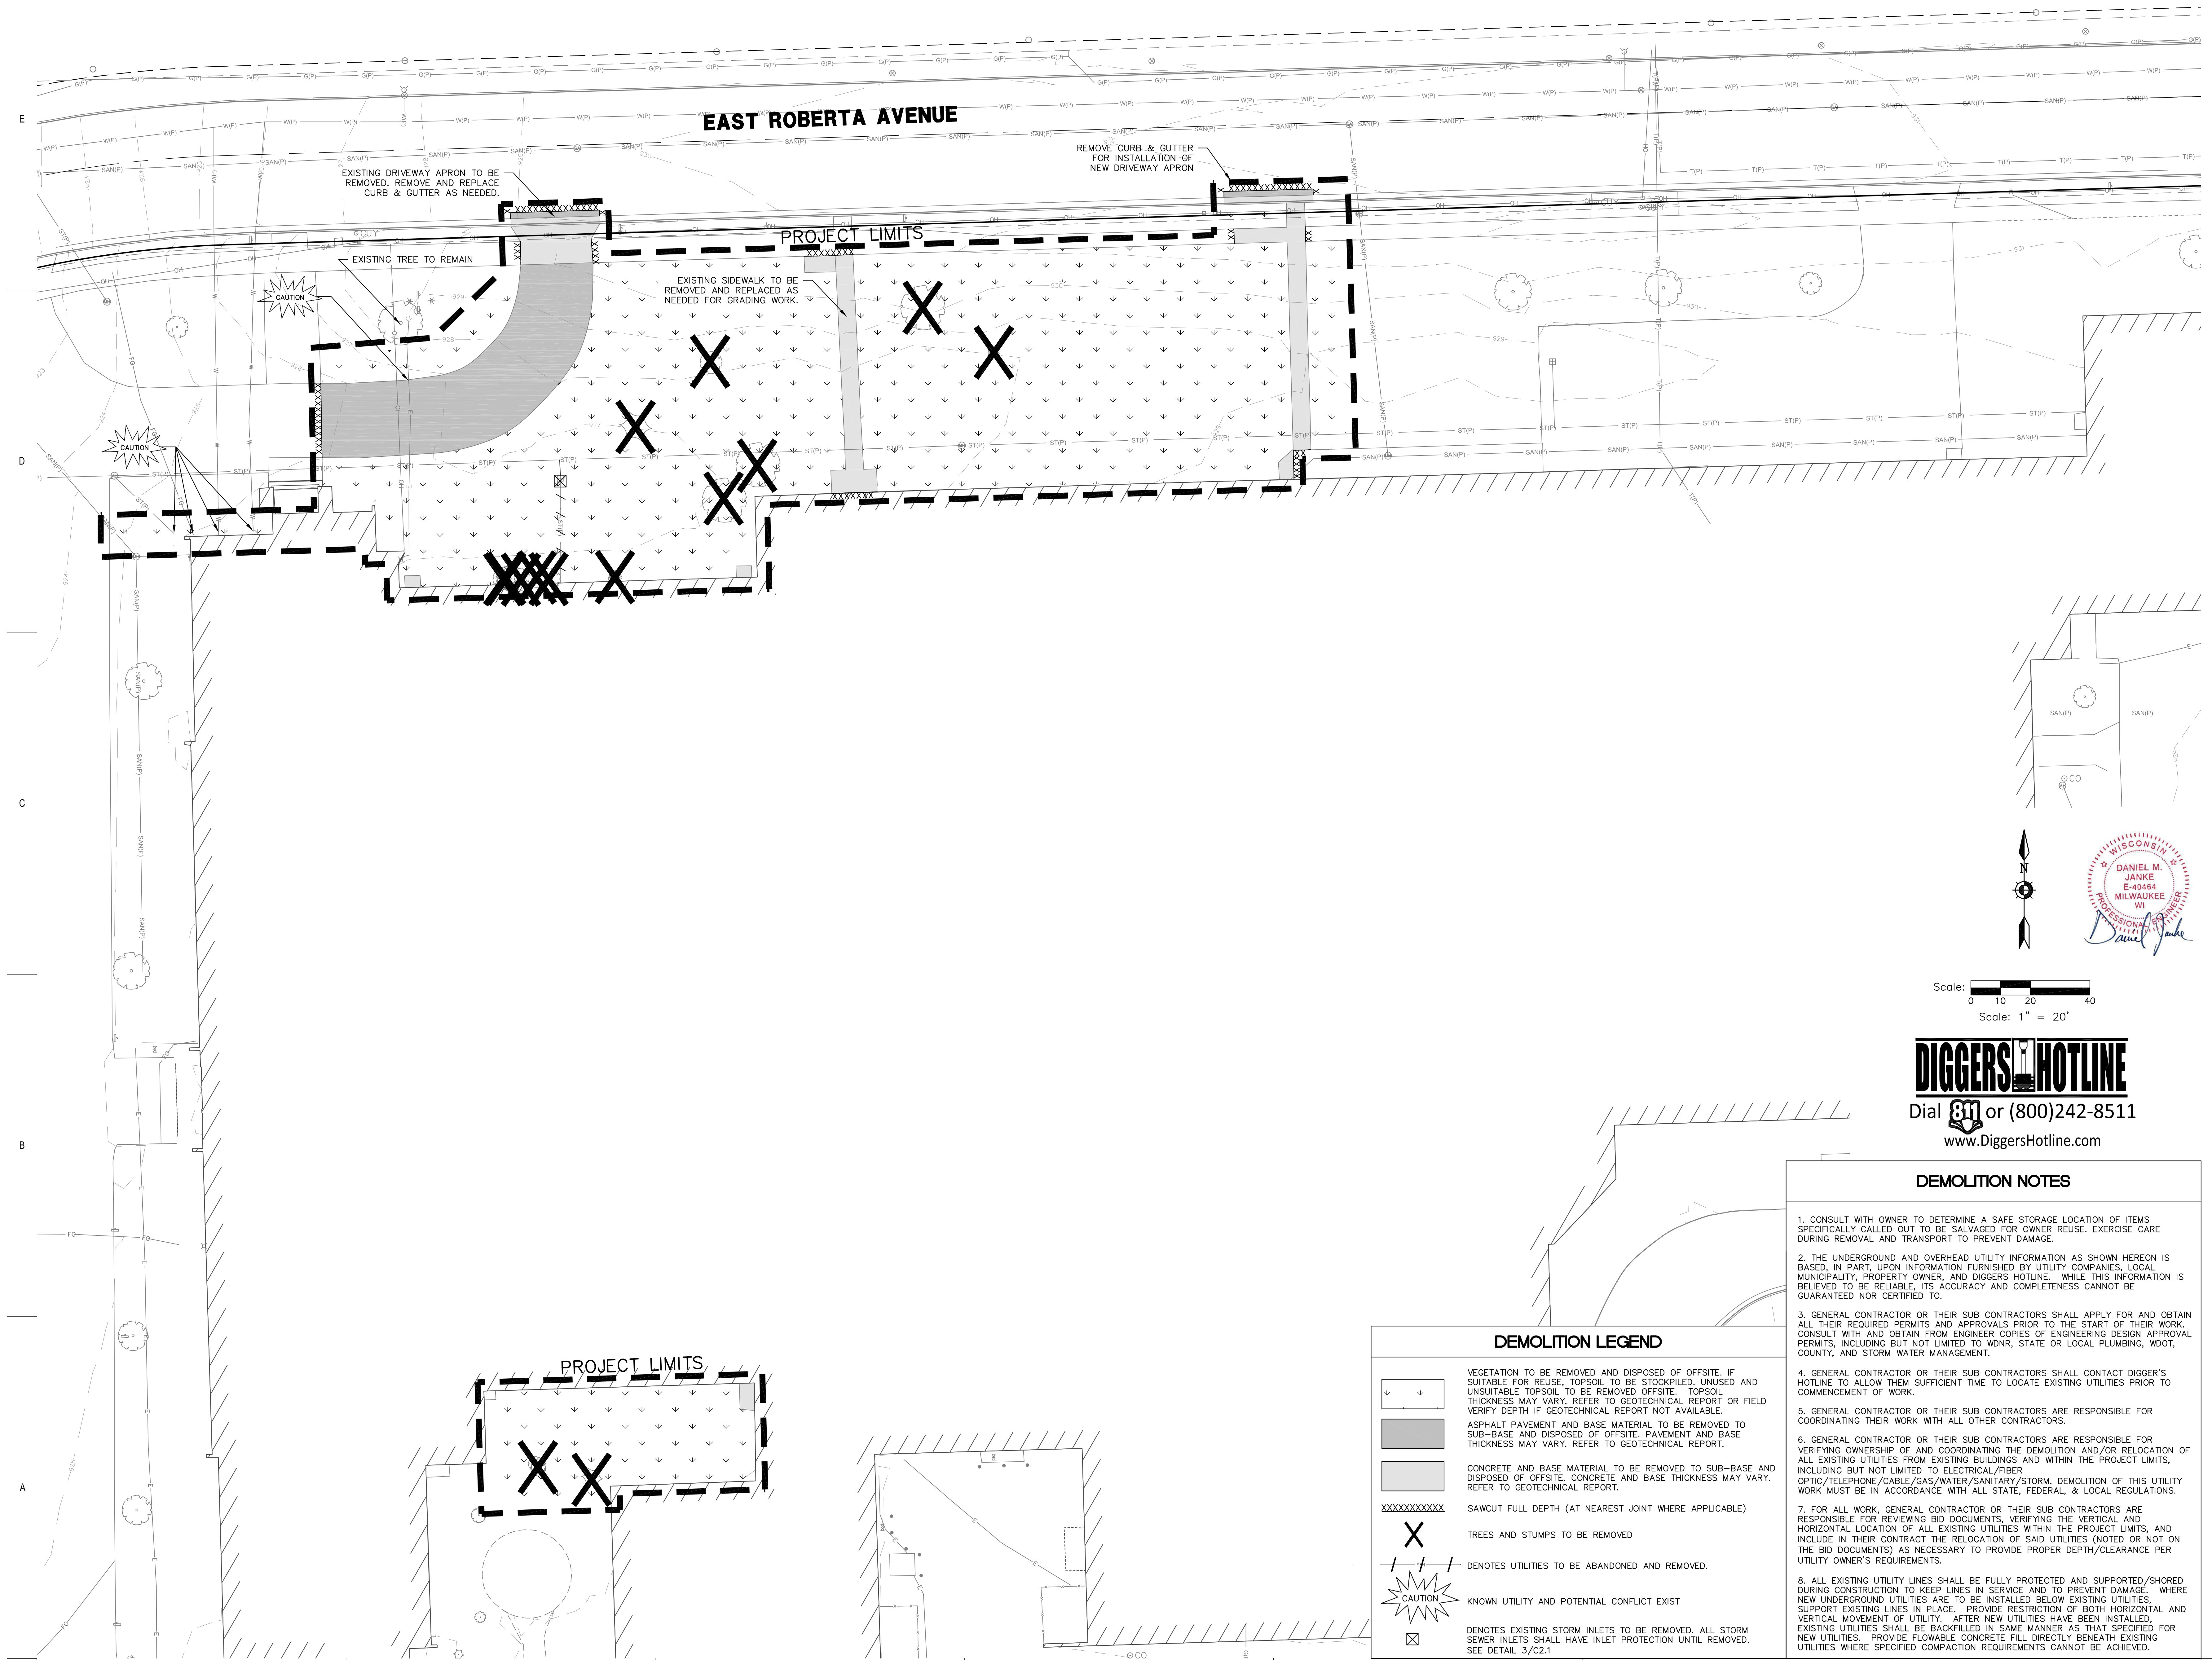 EAST ROBERTA AVENUE
REMOVE CURB & GUTTER
FOR INSTALLATION OF
NEW DRIVEWAY APRON
EXISTING DRIVEWAY APRON TO BE
REMOVED. REMOVE AND REPLACE
CURB & GUTTER AS NEEDED.
PROJECT LIMITS
GUY
EXISTING TREE TO REMAIN
CAUTION
EXISTING SIDEWALK TO BE
REMOVED AND REPLACED AS
NEEDED FOR GRADING WORK.
CAUTION
E
D
C
B
A
G(P)
W(P)
SAN(P)
T(P)
ST(P)
OH
FO
W
E
923
924
925
926
927
928
929
930
931
CO
N
WISCONSIN
DANIEL M.
JANKE
E-40464
MILWAUKEE
WI
PROFESSIONAL ENGINEER
Daniel Janke
Scale:
0 10 20 40
Scale: 1" = 20'
DIGGERS HOTLINE
Dial 811 or (800)242-8511
www.DiggersHotline.com
PROJECT LIMITS
CO
DEMOLITION LEGEND
VEGETATION TO BE REMOVED AND DISPOSED OF OFFSITE. IF
SUITABLE FOR REUSE, TOPSOIL TO BE STOCKPILED. UNUSED AND
UNSUITABLE TOPSOIL TO BE REMOVED OFFSITE. TOPSOIL
THICKNESS MAY VARY. REFER TO GEOTECHNICAL REPORT OR FIELD
VERIFY DEPTH IF GEOTECHNICAL REPORT NOT AVAILABLE.
ASPHALT PAVEMENT AND BASE MATERIAL TO BE REMOVED TO
SUB-BASE AND DISPOSED OF OFFSITE. PAVEMENT AND BASE
THICKNESS MAY VARY. REFER TO GEOTECHNICAL REPORT.
CONCRETE AND BASE MATERIAL TO BE REMOVED TO SUB-BASE AND
DISPOSED OF OFFSITE. CONCRETE AND BASE THICKNESS MAY VARY.
REFER TO GEOTECHNICAL REPORT.
XXXXXXXXXXX SAWCUT FULL DEPTH (AT NEAREST JOINT WHERE APPLICABLE)
TREES AND STUMPS TO BE REMOVED
DENOTES UTILITIES TO BE ABANDONED AND REMOVED.
CAUTION KNOWN UTILITY AND POTENTIAL CONFLICT EXIST
DENOTES EXISTING STORM INLETS TO BE REMOVED. ALL STORM
SEWER INLETS SHALL HAVE INLET PROTECTION UNTIL REMOVED.
SEE DETAIL 3/C2.1
DEMOLITION NOTES
1. CONSULT WITH OWNER TO DETERMINE A SAFE STORAGE LOCATION OF ITEMS
SPECIFICALLY CALLED OUT TO BE SALVAGED FOR OWNER REUSE. EXERCISE CARE
DURING REMOVAL AND TRANSPORT TO PREVENT DAMAGE.
2. THE UNDERGROUND AND OVERHEAD UTILITY INFORMATION AS SHOWN HEREON IS
BASED, IN PART, UPON INFORMATION FURNISHED BY UTILITY COMPANIES, LOCAL
MUNICIPALITY, PROPERTY OWNER, AND DIGGERS HOTLINE. WHILE THIS INFORMATION IS
BELIEVED TO BE RELIABLE, ITS ACCURACY AND COMPLETENESS CANNOT BE
GUARANTEED NOR CERTIFIED TO.
3. GENERAL CONTRACTOR OR THEIR SUB CONTRACTORS SHALL APPLY FOR AND OBTAIN
ALL THEIR REQUIRED PERMITS AND APPROVALS PRIOR TO THE START OF THEIR WORK.
CONSULT WITH AND OBTAIN FROM ENGINEER COPIES OF ENGINEERING DESIGN APPROVAL
PERMITS, INCLUDING BUT NOT LIMITED TO WDNR, STATE OR LOCAL PLUMBING, WDOT,
COUNTY, AND STORM WATER MANAGEMENT.
4. GENERAL CONTRACTOR OR THEIR SUB CONTRACTORS SHALL CONTACT DIGGER'S
HOTLINE TO ALLOW THEM SUFFICIENT TIME TO LOCATE EXISTING UTILITIES PRIOR TO
COMMENCEMENT OF WORK.
5. GENERAL CONTRACTOR OR THEIR SUB CONTRACTORS ARE RESPONSIBLE FOR
COORDINATING THEIR WORK WITH ALL OTHER CONTRACTORS.
6. GENERAL CONTRACTOR OR THEIR SUB CONTRACTORS ARE RESPONSIBLE FOR
VERIFYING OWNERSHIP OF AND COORDINATING THE DEMOLITION AND/OR RELOCATION OF
ALL EXISTING UTILITIES FROM EXISTING BUILDINGS AND WITHIN THE PROJECT LIMITS,
INCLUDING BUT NOT LIMITED TO ELECTRICAL/FIBER
OPTIC/TELEPHONE/CABLE/GAS/WATER/SANITARY/STORM. DEMOLITION OF THIS UTILITY
WORK MUST BE IN ACCORDANCE WITH ALL STATE, FEDERAL, & LOCAL REGULATIONS.
7. FOR ALL WORK, GENERAL CONTRACTOR OR THEIR SUB CONTRACTORS ARE
RESPONSIBLE FOR REVIEWING BID DOCUMENTS, VERIFYING THE VERTICAL AND
HORIZONTAL LOCATION OF ALL EXISTING UTILITIES WITHIN THE PROJECT LIMITS, AND
INCLUDE IN THEIR CONTRACT THE RELOCATION OF SAID UTILITIES (NOTED OR NOT ON
THE BID DOCUMENTS) AS NECESSARY TO PROVIDE PROPER DEPTH/CLEARANCE PER
UTILITY OWNER'S REQUIREMENTS.
8. ALL EXISTING UTILITY LINES SHALL BE FULLY PROTECTED AND SUPPORTED/SHORED
DURING CONSTRUCTION TO KEEP LINES IN SERVICE AND TO PREVENT DAMAGE. WHERE
NEW UNDERGROUND UTILITIES ARE TO BE INSTALLED BELOW EXISTING UTILITIES,
SUPPORT EXISTING LINES IN PLACE. PROVIDE RESTRICTION OF BOTH HORIZONTAL AND
VERTICAL MOVEMENT OF UTILITY. AFTER NEW UTILITIES HAVE BEEN INSTALLED,
EXISTING UTILITIES SHALL BE BACKFILLED IN SAME MANNER AS THAT SPECIFIED FOR
NEW UTILITIES. PROVIDE FLOWABLE CONCRETE FILL DIRECTLY BENEATH EXISTING
UTILITIES WHERE SPECIFIED COMPACTION REQUIREMENTS CANNOT BE ACHIEVED.